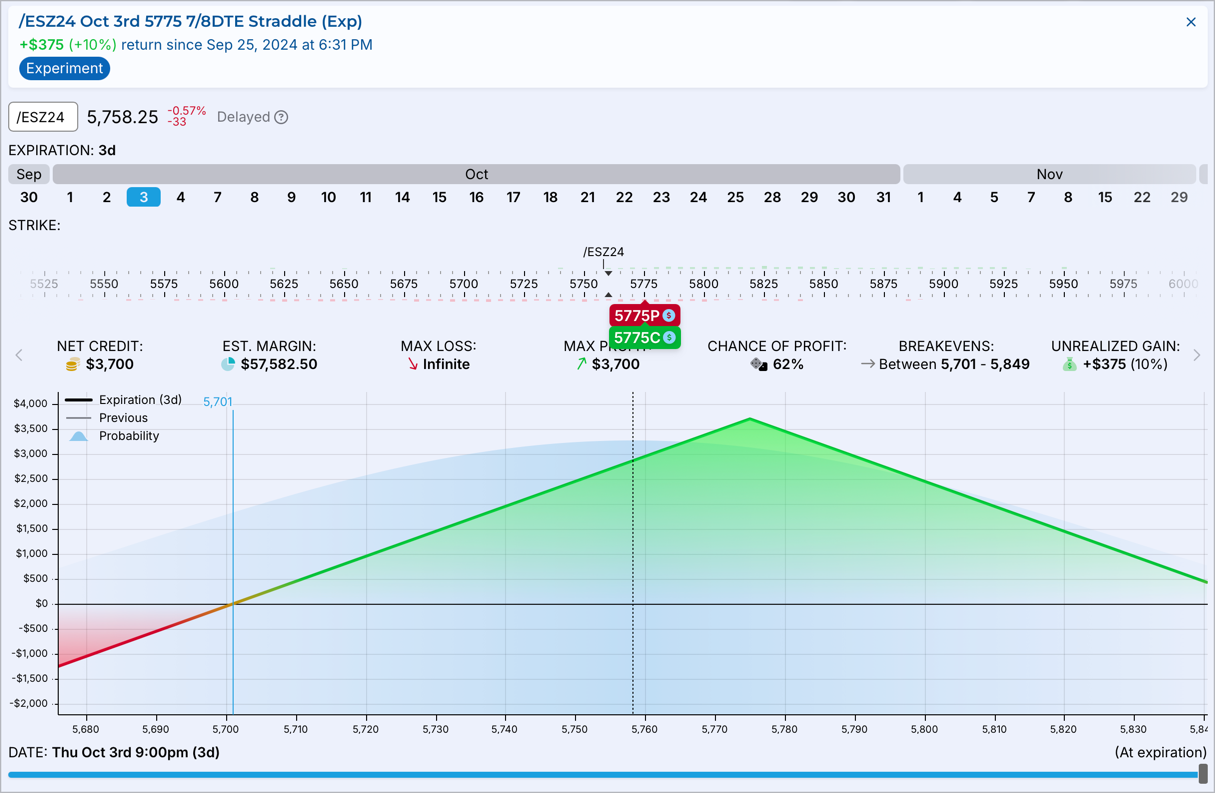 /ESZ24 Oct 3rd 5775 7/8DTE Straddle (Exp)
+$375 (+10%) return since Sep 25, 2024 at 6:31 PM
Experiment
/ESZ24 5,758.25 -0.57% -33 Delayed ?
EXPIRATION: 3d
Sep Oct Nov
30 1 2 3 4 7 8 9 10 11 14 15 16 17 18 21 22 23 24 25 28 29 30 31 1 4 5 7 8 15 22 29
STRIKE:
/ESZ24
5525 5550 5575 5600 5625 5650 5675 5700 5725 5750 5775 5800 5825 5850 5875 5900 5925 5950 5975 6000
5775P $
5775C $
NET CREDIT: EST. MARGIN: MAX LOSS: MAX PROFIT: CHANCE OF PROFIT: BREAKEVENS: UNREALIZED GAIN:
$3,700 $57,582.50 Infinite $3,700 62% Between 5,701 - 5,849 +$375 (10%)
Expiration (3d)
Previous
Probability
5,701
$4,000
$3,500
$3,000
$2,500
$2,000
$1,500
$1,000
$500
$0
-$500
-$1,000
-$1,500
-$2,000
5,680 5,690 5,700 5,710 5,720 5,730 5,740 5,750 5,760 5,770 5,780 5,790 5,800 5,810 5,820 5,830 5,84
DATE: Thu Oct 3rd 9:00pm (3d) (At expiration)